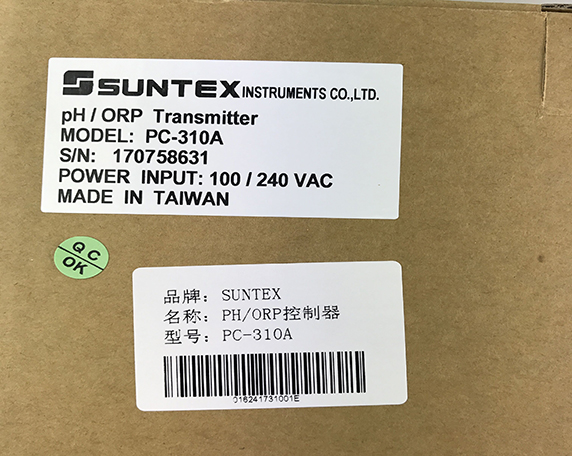 SUNTEX INSTRUMENTS CO.,LTD.
pH / ORP Transmitter
MODEL: PC-310A
S/N: 170758631
POWER INPUT: 100 / 240 VAC
MADE IN TAIWAN
QC
OK
品牌: SUNTEX
名称: PH/ORP控制器
型号: PC-310A
016241731001E